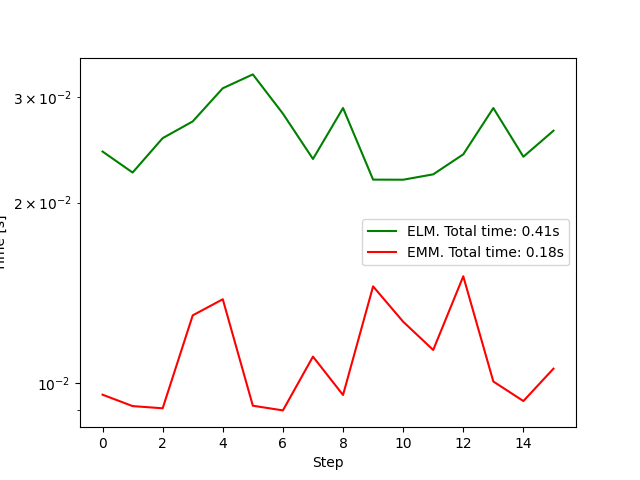 3 × 10⁻²
2 × 10⁻²
10⁻²
Time [s]
ELM. Total time: 0.41s
EMM. Total time: 0.18s
0 2 4 6 8 10 12 14
Step